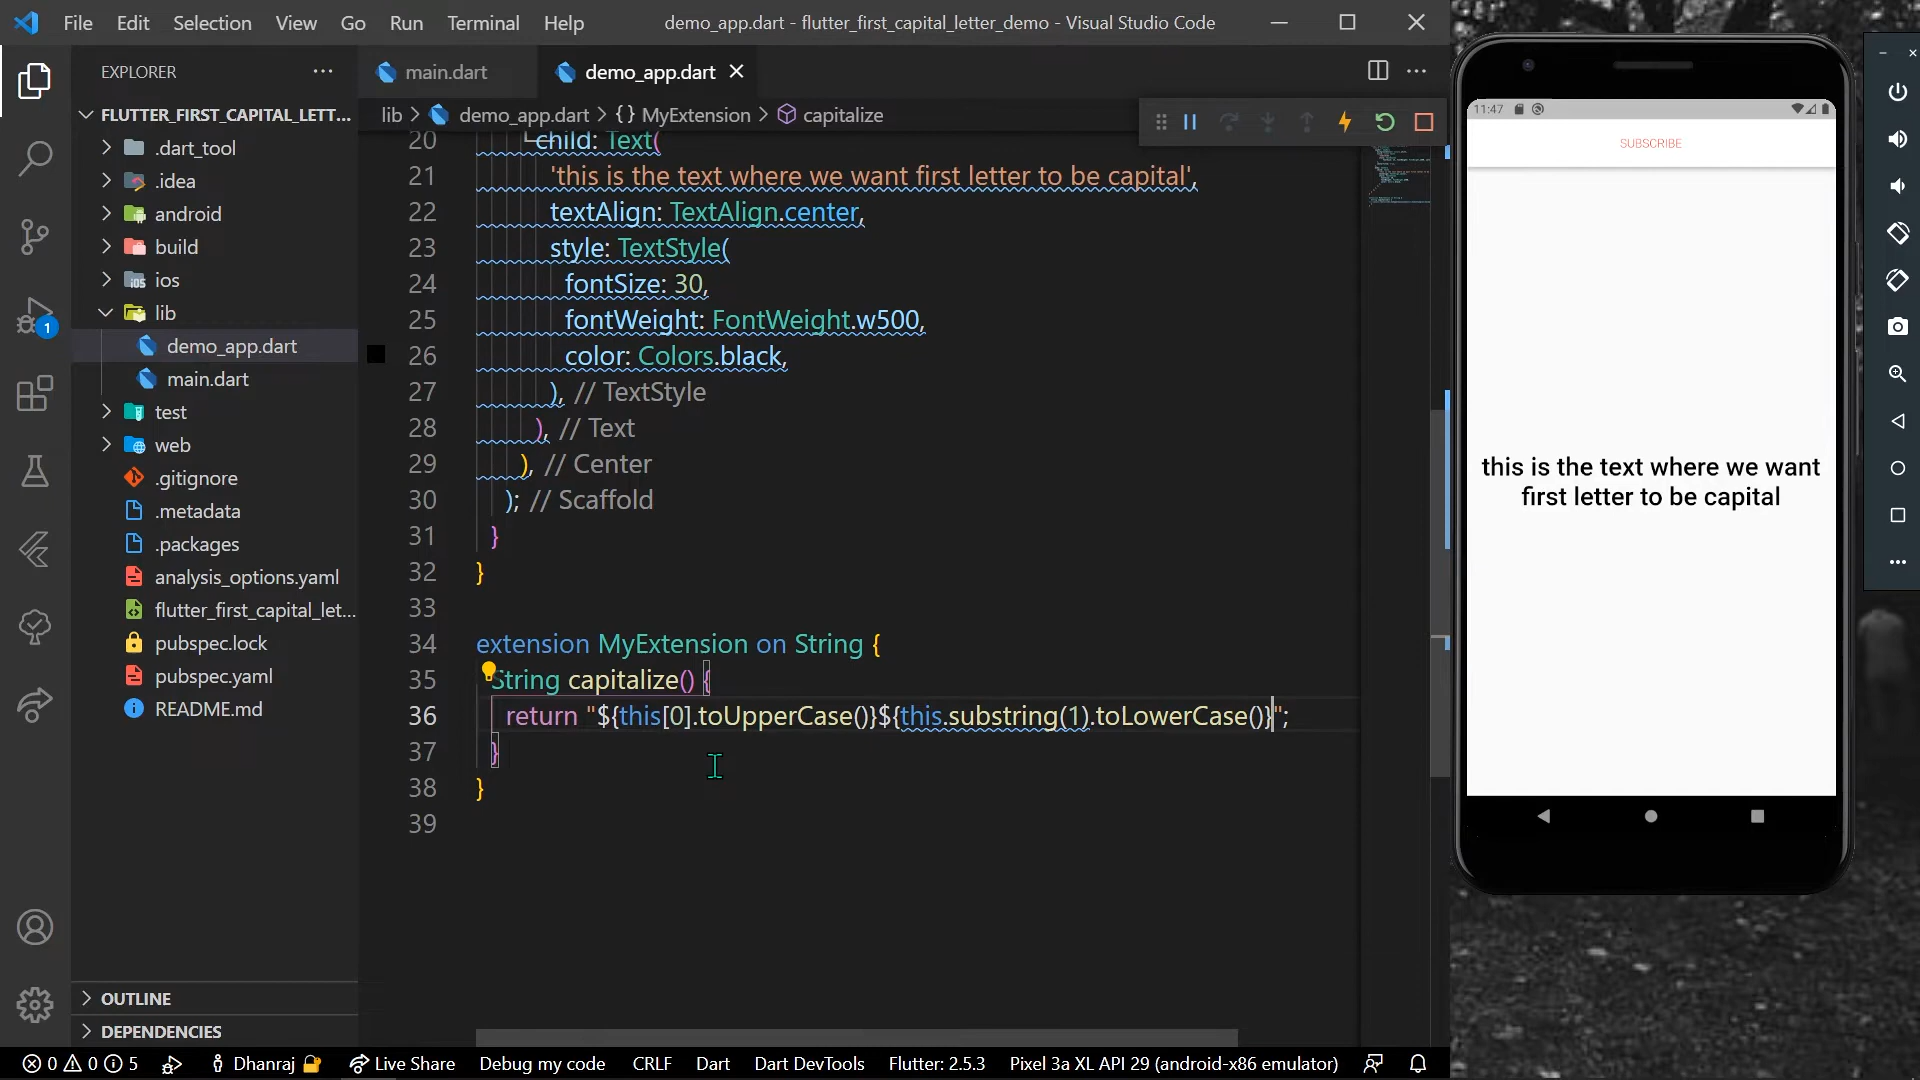 File Edit Selection View Go Run Terminal Help
demo_app.dart - flutter_first_capital_letter_demo - Visual Studio Code
EXPLORER
FLUTTER_FIRST_CAPITAL_LETT...
.dart_tool
.idea
android
build
ios
lib
demo_app.dart
main.dart
test
web
.gitignore
.metadata
.packages
analysis_options.yaml
flutter_first_capital_let...
pubspec.lock
pubspec.yaml
README.md
OUTLINE
DEPENDENCIES
1
main.dart demo_app.dart
lib > demo_app.dart > {} MyExtension > capitalize
20 child: Text(
21 'this is the text where we want first letter to be capital',
22 textAlign: TextAlign.center,
23 style: TextStyle(
24 fontSize: 30,
25 fontWeight: FontWeight.w500,
26 color: Colors.black,
27 ), // TextStyle
28 ), // Text
29 ), // Center
30 ); // Scaffold
31 }
32 }
33
34 extension MyExtension on String {
35 String capitalize() {
36 return "${this[0].toUpperCase()}${this.substring(1).toLowerCase()}";
37 }
38 }
39
11:47
SUBSCRIBE
this is the text where we want
first letter to be capital
0 0 5 Dhanraj Live Share Debug my code CRLF Dart Dart DevTools Flutter: 2.5.3 Pixel 3a XL API 29 (android-x86 emulator)